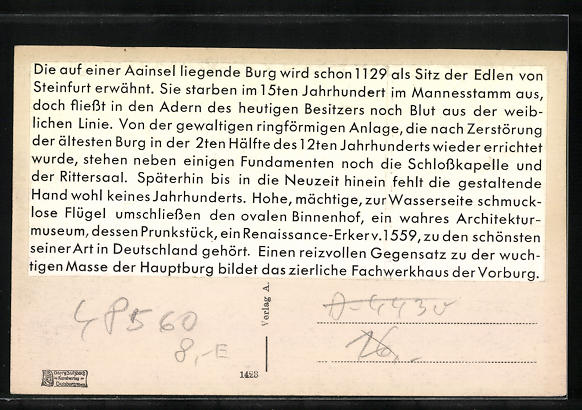 Die auf einer Aainsel liegende Burg wird schon 1129 als Sitz der Edlen von
Steinfurt erwähnt. Sie starben im 15ten Jahrhundert im Mannesstamm aus,
doch fließt in den Adern des heutigen Besitzers noch Blut aus der weib-
lichen Linie. Von der gewaltigen ringförmigen Anlage, die nach Zerstörung
der ältesten Burg in der 2ten Hälfte des 12ten Jahrhunderts wieder errichtet
wurde, stehen neben einigen Fundamenten noch die Schloßkapelle und
der Rittersaal. Späterhin bis in die Neuzeit hinein fehlt die gestaltende
Hand wohl keines Jahrhunderts. Hohe, mächtige, zur Wasserseite schmuck-
lose Flügel umschließen den ovalen Binnenhof, ein wahres Architektur-
museum, dessen Prunkstück, ein Renaissance-Erker v. 1559, zu den schönsten
seiner Art in Deutschland gehört. Einen reizvollen Gegensatz zu der wuch-
tigen Masse der Hauptburg bildet das zierliche Fachwerkhaus der Vorburg.
Verlag A.
48560
8,-E
A-4430
16,-
1423